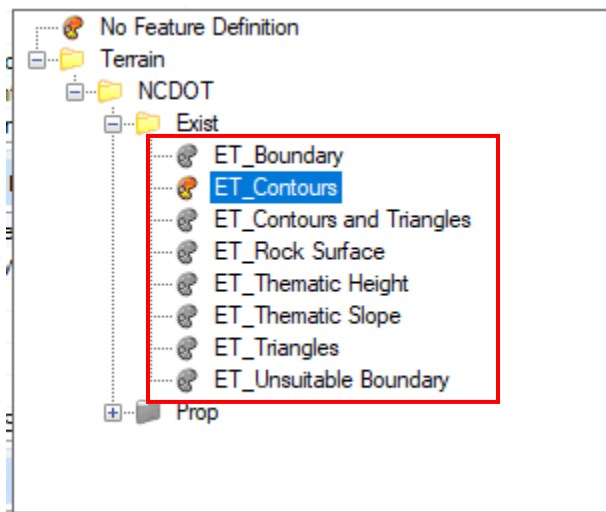 No Feature Definition
Terrain
NCDOT
Exist
ET_Boundary
ET_Contours
ET_Contours and Triangles
ET_Rock Surface
ET_Thematic Height
ET_Thematic Slope
ET_Triangles
ET_Unsuitable Boundary
Prop